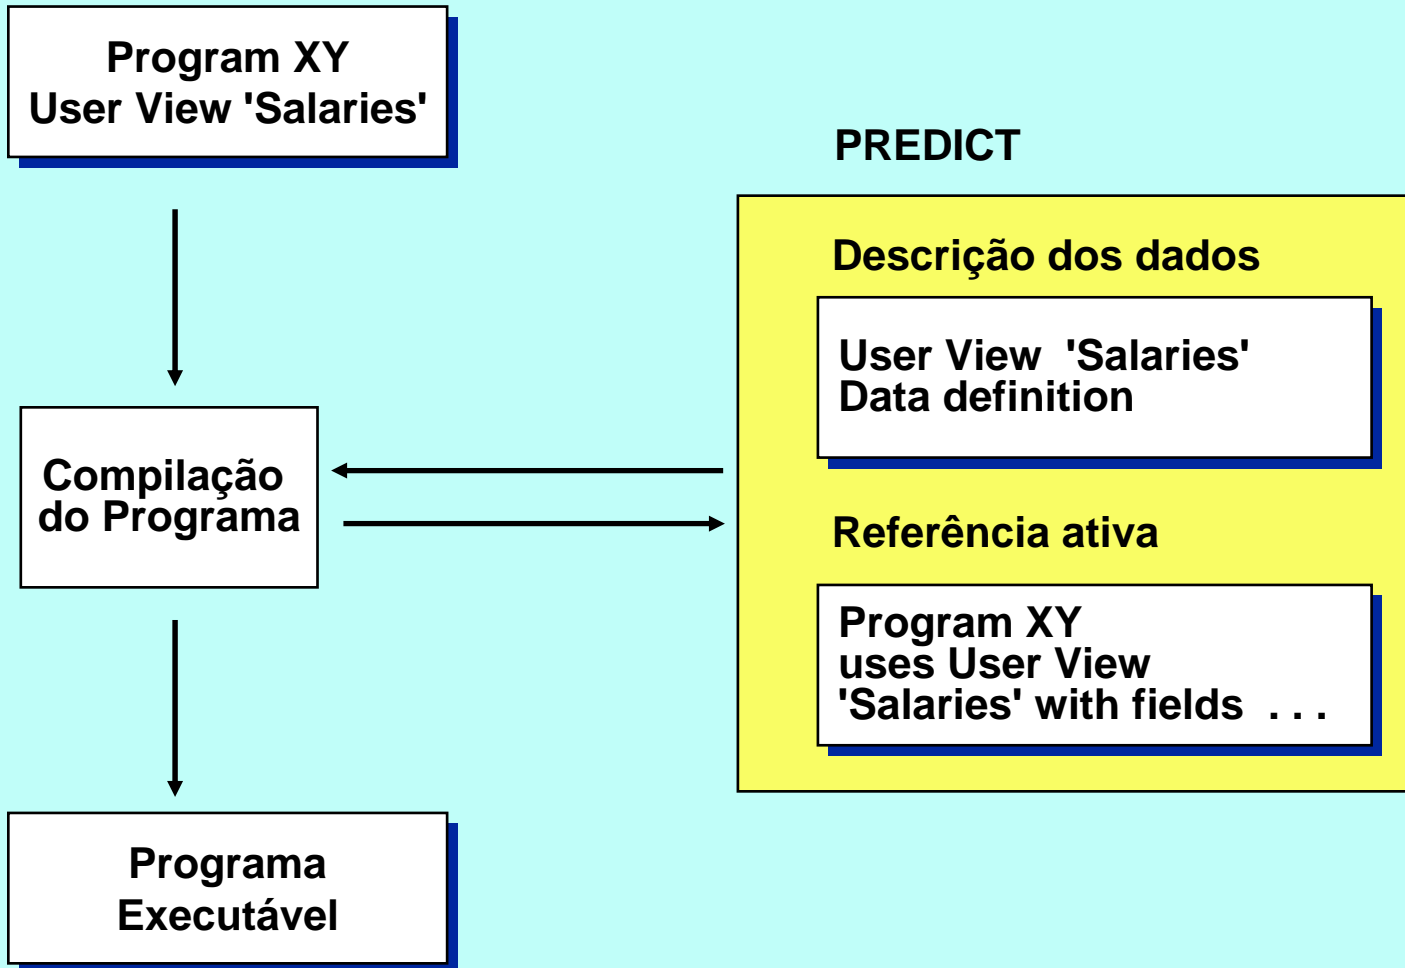 Program XY
User View 'Salaries'
PREDICT
Descrição dos dados
User View 'Salaries'
Data definition
Compilação
do Programa
Referência ativa
Program XY
uses User View
'Salaries' with fields . . .
Programa
Executável